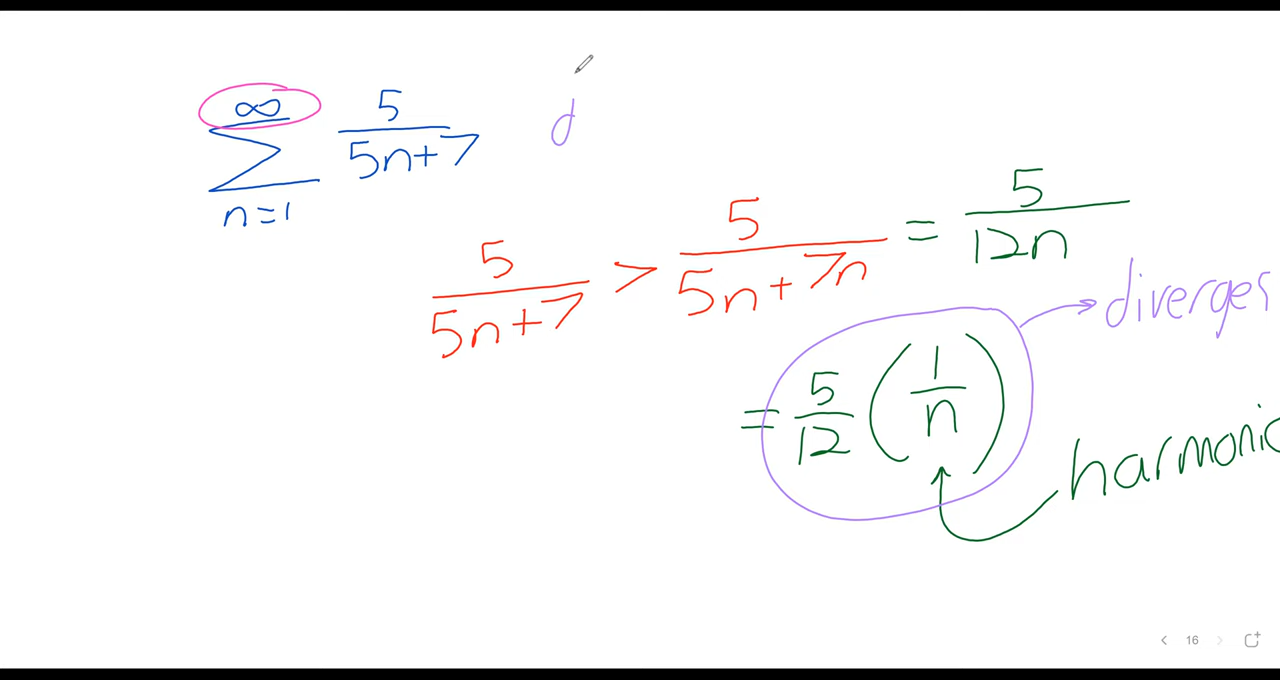 ∞
∑ 5/(5n+7) d
n=1
5/(5n+7) > 5/(5n+7n) = 5/(12n)
diverges
= 5/12 (1/n)
harmonic
16